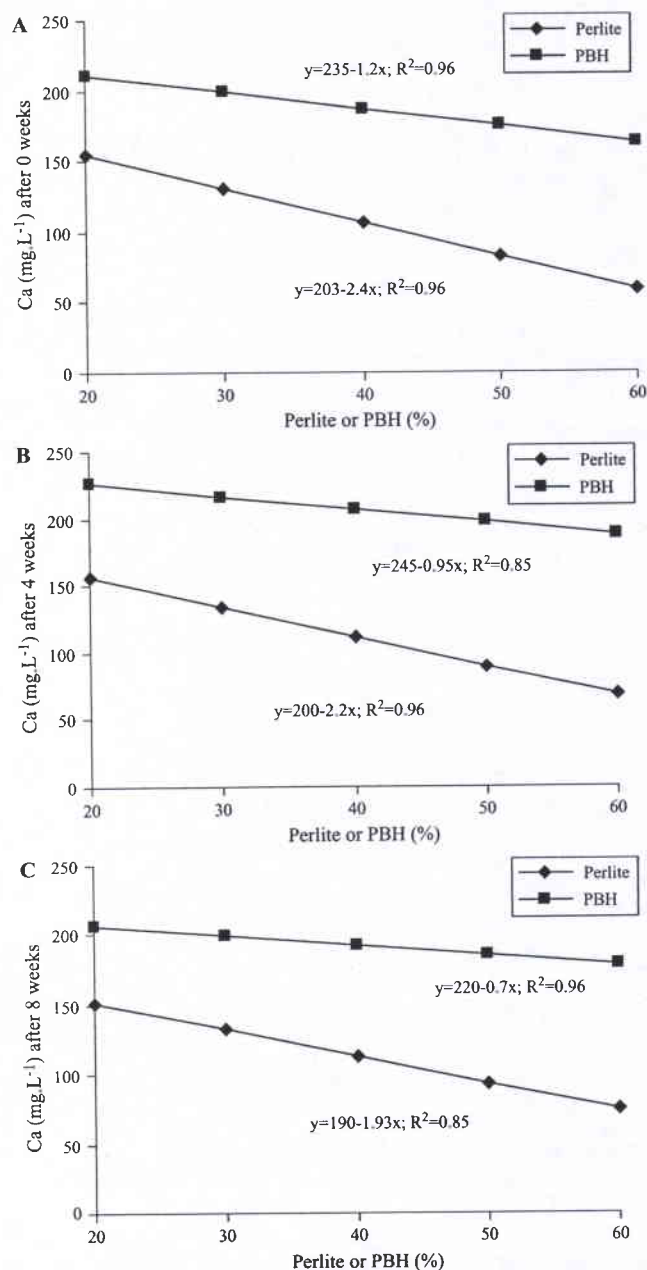 A
Perlite
PBH
y=235-1.2x; R²=0.96
y=203-2.4x; R²=0.96
Ca (mg.L⁻¹) after 0 weeks
250
200
150
100
50
0
20 30 40 50 60
Perlite or PBH (%)
B
Perlite
PBH
y=245-0.95x; R²=0.85
y=200-2.2x; R²=0.96
Ca (mg.L⁻¹) after 4 weeks
250
200
150
100
50
0
20 30 40 50 60
Perlite or PBH (%)
C
Perlite
PBH
y=220-0.7x; R²=0.96
y=190-1.93x; R²=0.85
Ca (mg.L⁻¹) after 8 weeks
250
200
150
100
50
0
20 30 40 50 60
Perlite or PBH (%)